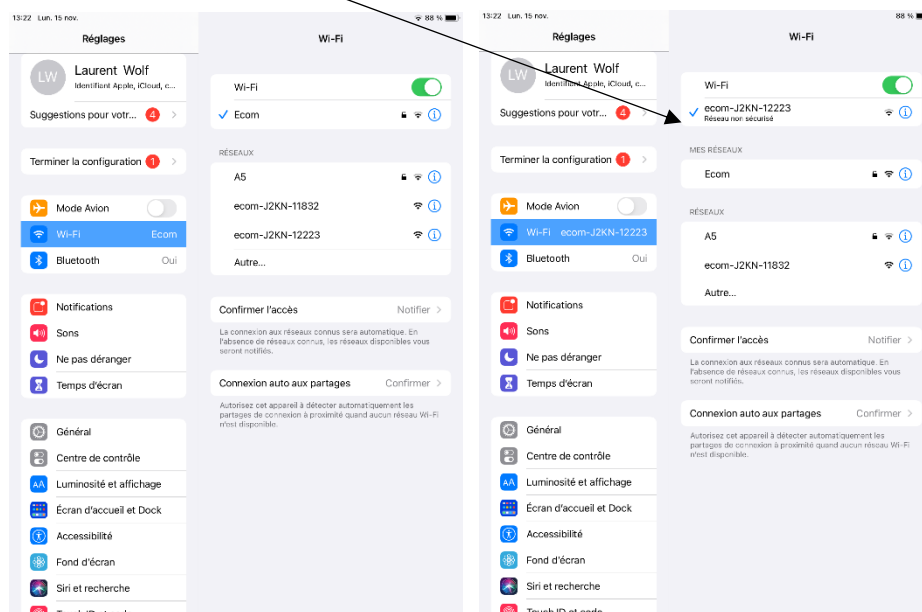 13:22 Lun. 15 nov.
88 %
Réglages
Wi-Fi
LW
Laurent Wolf
Identifiant Apple, iCloud, c...
Suggestions pour votr...
4
Terminer la configuration
1
Mode Avion
Wi-Fi Ecom
Bluetooth Oui
Notifications
Sons
Ne pas déranger
Temps d'écran
Général
Centre de contrôle
AA Luminosité et affichage
Écran d'accueil et Dock
Accessibilité
Fond d'écran
Siri et recherche
Wi-Fi
Ecom
RÉSEAUX
A5
ecom-J2KN-11832
ecom-J2KN-12223
Autre...
Confirmer l'accès Notifier
La connexion aux réseaux connus sera automatique. En
l'absence de réseaux connus, les réseaux disponibles vous
seront notifiés.
Connexion auto aux partages Confirmer
Autorisez cet appareil à détecter automatiquement les
partages de connexion à proximité quand aucun réseau Wi-Fi
n'est disponible.
13:22 Lun. 15 nov.
88 %
Réglages
Wi-Fi
LW
Laurent Wolf
Identifiant Apple, iCloud, c...
Suggestions pour votr...
4
Terminer la configuration
1
Mode Avion
Wi-Fi ecom-J2KN-12223
Bluetooth Oui
Notifications
Sons
Ne pas déranger
Temps d'écran
Général
Centre de contrôle
AA Luminosité et affichage
Écran d'accueil et Dock
Accessibilité
Fond d'écran
Siri et recherche
Touch ID et code
Wi-Fi
ecom-J2KN-12223
Réseau non sécurisé
MES RÉSEAUX
Ecom
RÉSEAUX
A5
ecom-J2KN-11832
Autre...
Confirmer l'accès Notifier
La connexion aux réseaux connus sera automatique. En
l'absence de réseaux connus, les réseaux disponibles vous
seront notifiés.
Connexion auto aux partages Confirmer
Autorisez cet appareil à détecter automatiquement les
partages de connexion à proximité quand aucun réseau Wi-Fi
n'est disponible.